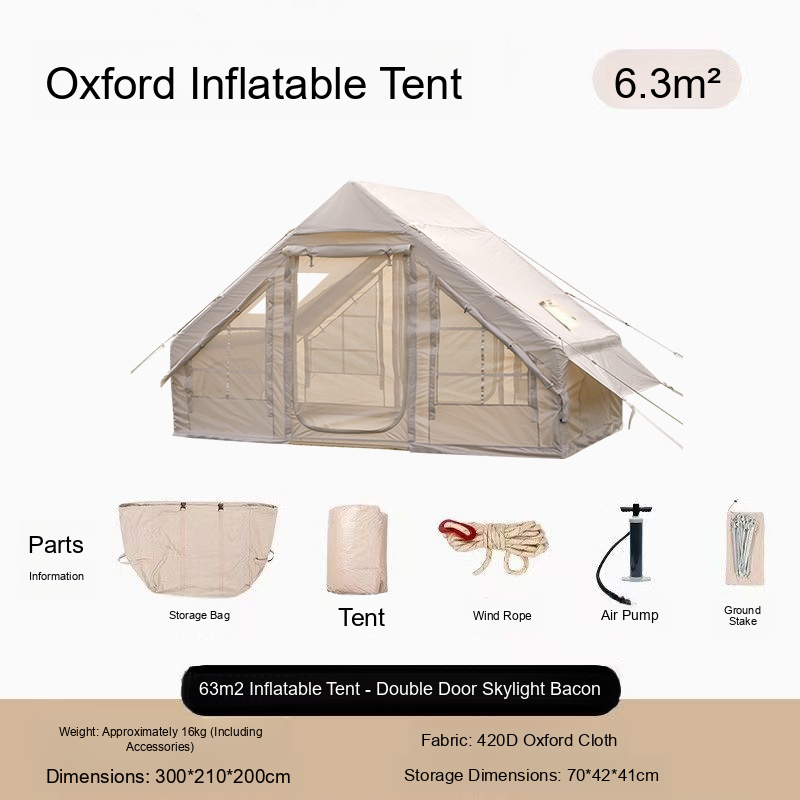 Oxford Inflatable Tent
6.3m²
Parts
Information
Storage Bag
Tent
Wind Rope
Air Pump
Ground
Stake
63m2 Inflatable Tent - Double Door Skylight Bacon
Weight: Approximately 16kg (Including
Accessories)
Fabric: 420D Oxford Cloth
Dimensions: 300*210*200cm
Storage Dimensions: 70*42*41cm